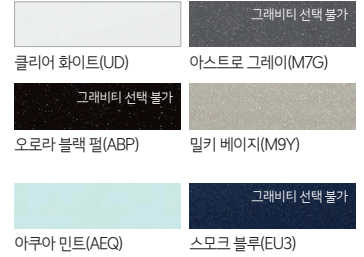 그래비티 선택 불가
클리어 화이트(UD)
아스트로 그레이(M7G)
그래비티 선택 불가
오로라 블랙 펄(ABP)
밀키 베이지(M9Y)
그래비티 선택 불가
아쿠아 민트(AEQ)
스모크 블루(EU3)